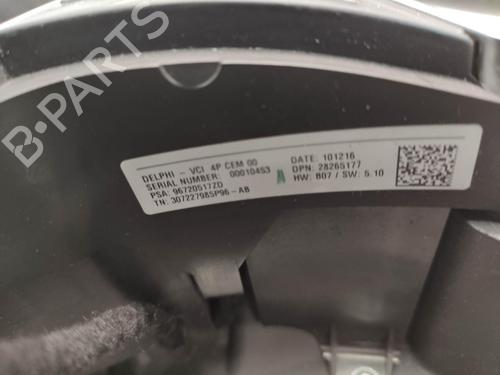 DELPHI - VCI 4P CEM 00
SERIAL NUMBER: 00010453
PSA: 96720517ZD
TN: 307227985P96-AB
DATE: 101216
DPN: 28265177
HW: B07 / SW: 5.10
B-PARTS